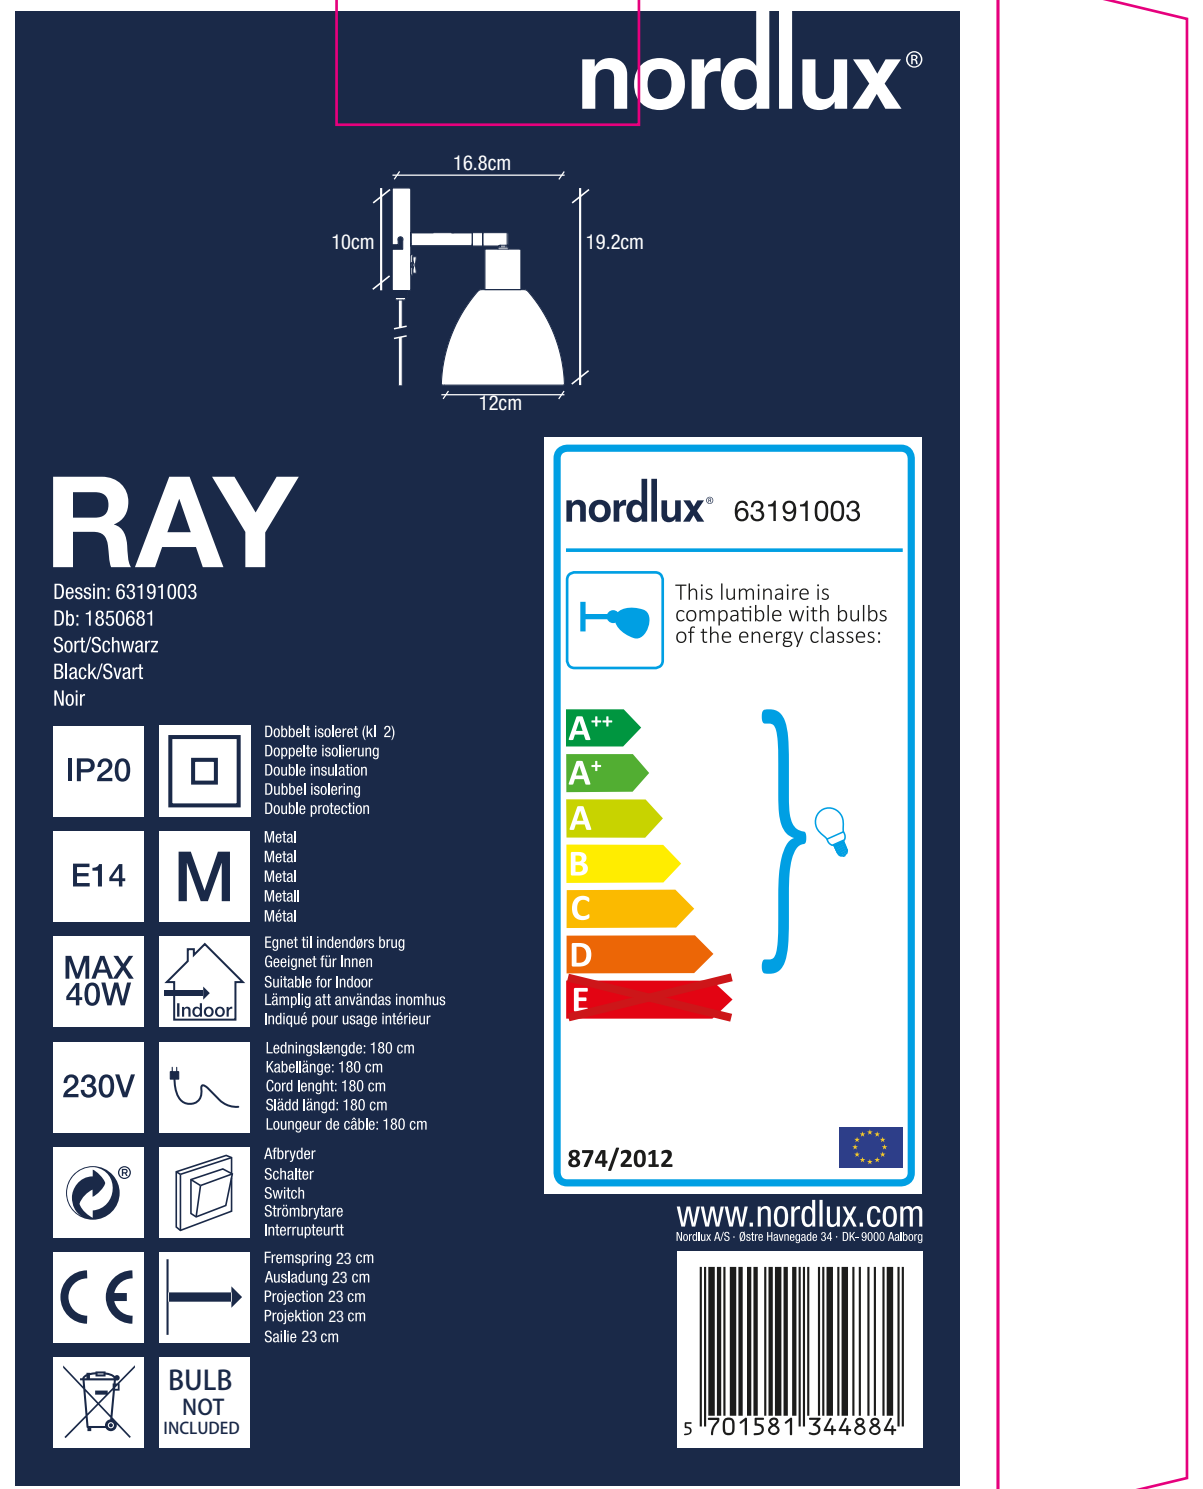 nordlux®
16.8cm
10cm
19.2cm
12cm
RAY
Dessin: 63191003
Db: 1850681
Sort/Schwarz
Black/Svart
Noir
IP20
Dobbelt isoleret (kl 2)
Doppelte isolierung
Double insulation
Dubbel isolering
Double protection
E14
M
Metal
Metal
Metal
Metall
Métal
MAX
40W
Indoor
Egnet til indendørs brug
Geeignet für Innen
Suitable for Indoor
Lämplig att användas inomhus
Indiqué pour usage intérieur
230V
Ledningslængde: 180 cm
Kabellänge: 180 cm
Cord lenght: 180 cm
Slädd längd: 180 cm
Loungeur de câble: 180 cm
®
Afbryder
Schalter
Switch
Strömbrytare
Interrupteurtt
CE
Fremspring 23 cm
Ausladung 23 cm
Projection 23 cm
Projektion 23 cm
Sailie 23 cm
BULB
NOT
INCLUDED
nordlux® 63191003
This luminaire is
compatible with bulbs
of the energy classes:
A++
A+
A
B
C
D
E
874/2012
www.nordlux.com
Nordlux A/S · Østre Havnegade 34 · DK-9000 Aalborg
5 701581 344884